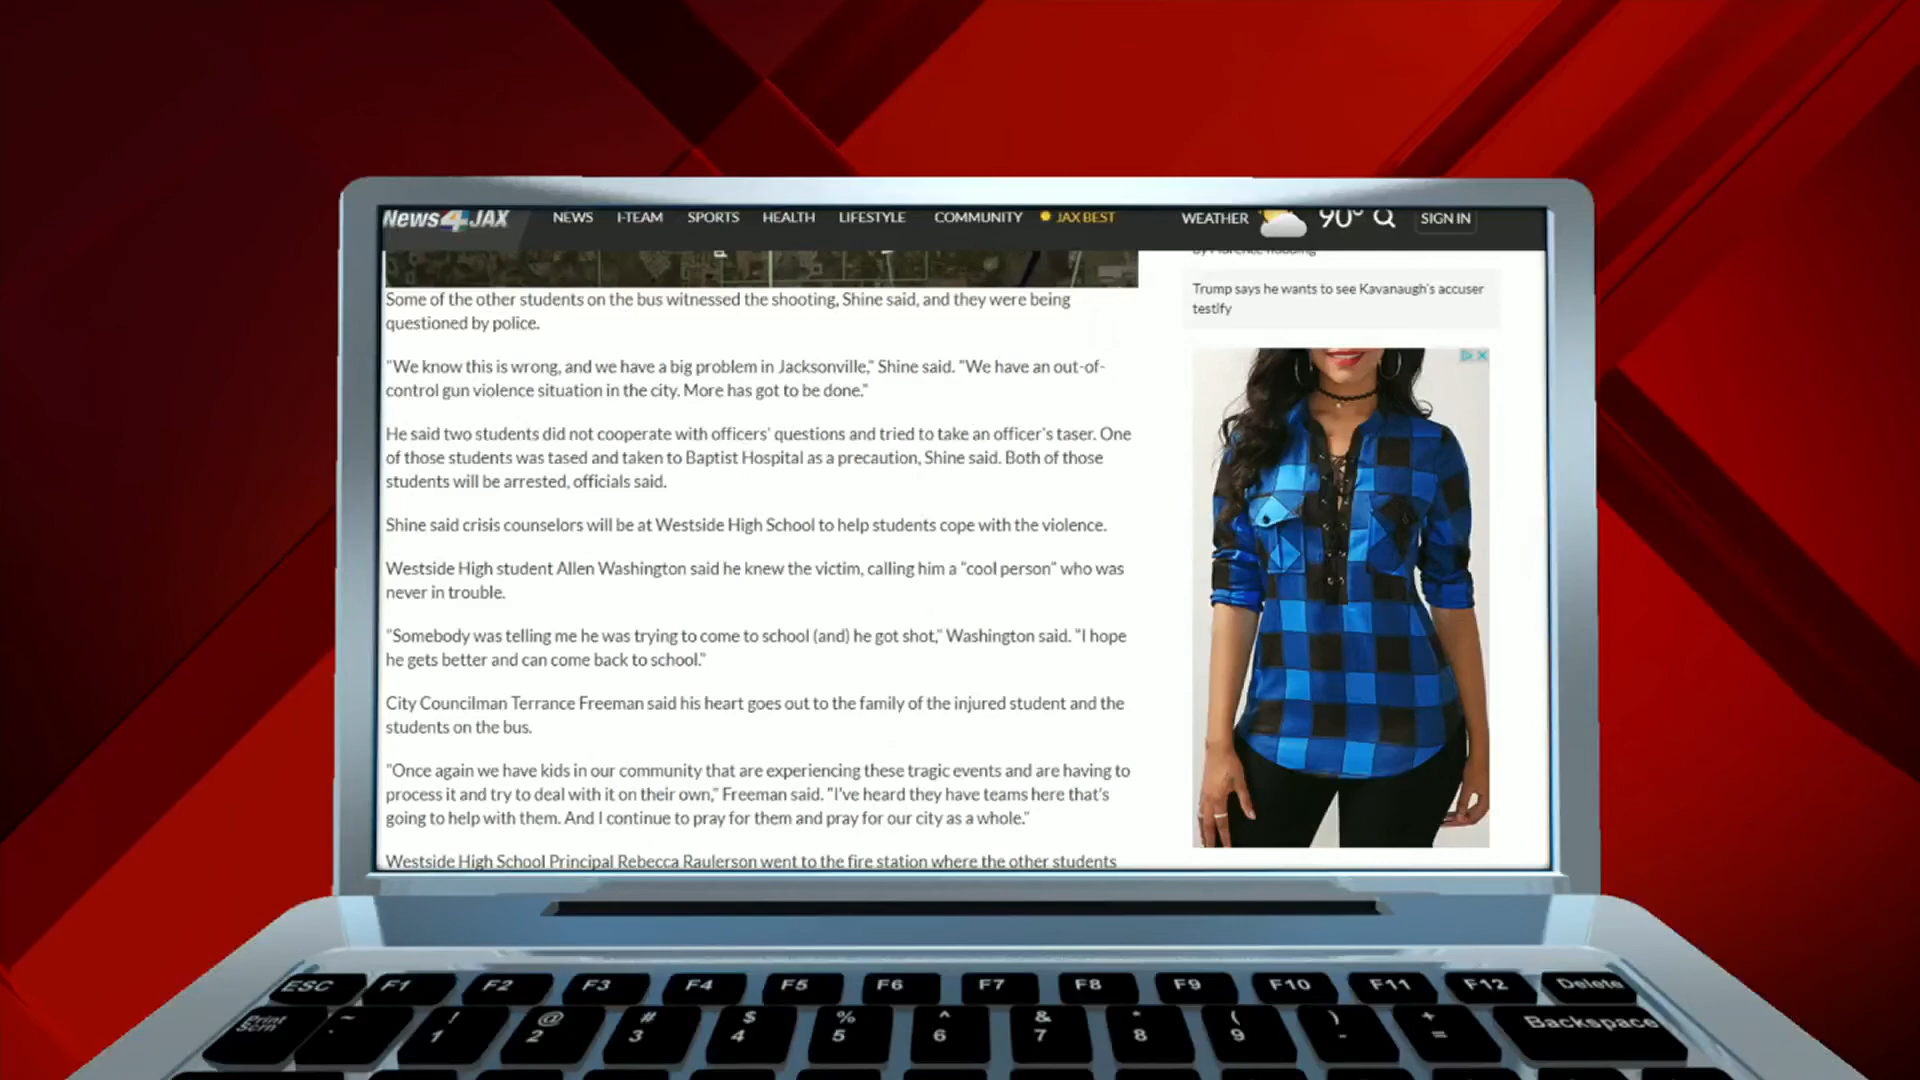 News4JAX NEWS I-TEAM SPORTS HEALTH LIFESTYLE COMMUNITY JAX BEST WEATHER 90° SIGN IN
Some of the other students on the bus witnessed the shooting, Shine said, and they were being
questioned by police.
"We know this is wrong, and we have a big problem in Jacksonville," Shine said. "We have an out-of-
control gun violence situation in the city. More has got to be done."
He said two students did not cooperate with officers' questions and tried to take an officer's taser. One
of those students was tased and taken to Baptist Hospital as a precaution, Shine said. Both of those
students will be arrested, officials said.
Shine said crisis counselors will be at Westside High School to help students cope with the violence.
Westside High student Allen Washington said he knew the victim, calling him a "cool person" who was
never in trouble.
"Somebody was telling me he was trying to come to school (and) he got shot," Washington said. "I hope
he gets better and can come back to school."
City Councilman Terrance Freeman said his heart goes out to the family of the injured student and the
students on the bus.
"Once again we have kids in our community that are experiencing these tragic events and are having to
process it and try to deal with it on their own," Freeman said. "I've heard they have teams here that's
going to help with them. And I continue to pray for them and pray for our city as a whole."
Westside High School Principal Rebecca Raulerson went to the fire station where the other students
by Florence flooding
Trump says he wants to see Kavanaugh's accuser
testify
ESC F1 F2 F3 F4 F5 F6 F7 F8 F9 F10 F11 F12 Delete
Print
Scrn
~ ! @ # $ % ^ & * ( ) +
1 2 3 4 5 6 7 8 9 - =
Backspace